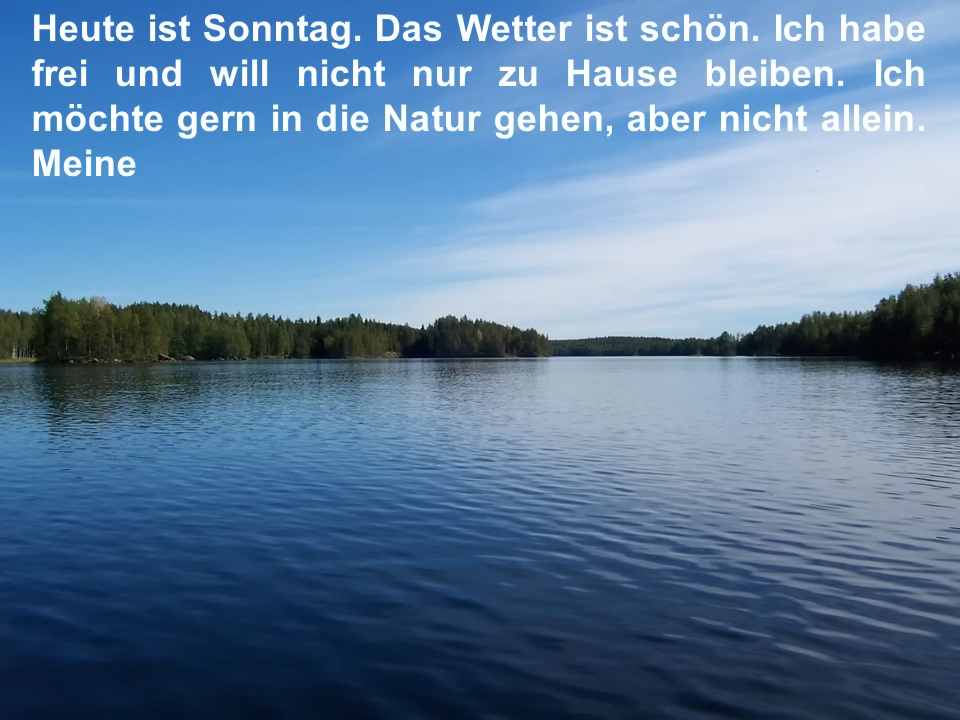 Heute ist Sonntag. Das Wetter ist schön. Ich habe
frei und will nicht nur zu Hause bleiben. Ich
möchte gern in die Natur gehen, aber nicht allein.
Meine